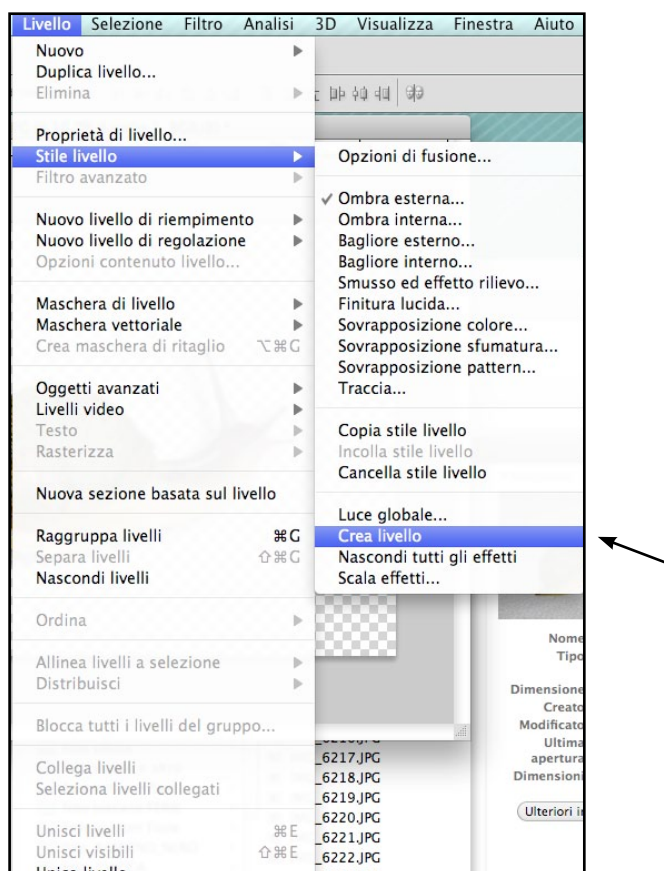 Livello Selezione Filtro Analisi 3D Visualizza Finestra Aiuto
Nuovo
Duplica livello...
Elimina
Proprietà di livello...
Stile livello
Filtro avanzato
Nuovo livello di riempimento
Nuovo livello di regolazione
Opzioni contenuto livello...
Maschera di livello
Maschera vettoriale
Crea maschera di ritaglio ⌥⌘G
Oggetti avanzati
Livelli video
Testo
Rasterizza
Nuova sezione basata sul livello
Raggruppa livelli ⌘G
Separa livelli ⇧⌘G
Nascondi livelli
Ordina
Allinea livelli a selezione
Distribuisci
Blocca tutti i livelli del gruppo...
Collega livelli
Seleziona livelli collegati
Unisci livelli ⌘E
Unisci visibili ⇧⌘E
Opzioni di fusione...
✓ Ombra esterna...
Ombra interna...
Bagliore esterno...
Bagliore interno...
Smusso ed effetto rilievo...
Finitura lucida...
Sovrapposizione colore...
Sovrapposizione sfumatura...
Sovrapposizione pattern...
Traccia...
Copia stile livello
Incolla stile livello
Cancella stile livello
Luce globale...
Crea livello
Nascondi tutti gli effetti
Scala effetti...
_6217.JPG
_6218.JPG
_6219.JPG
_6220.JPG
_6221.JPG
_6222.JPG
Nome
Tipo
Dimensione
Creato
Modificato
Ultima
apertura
Dimensioni
Ulteriori in